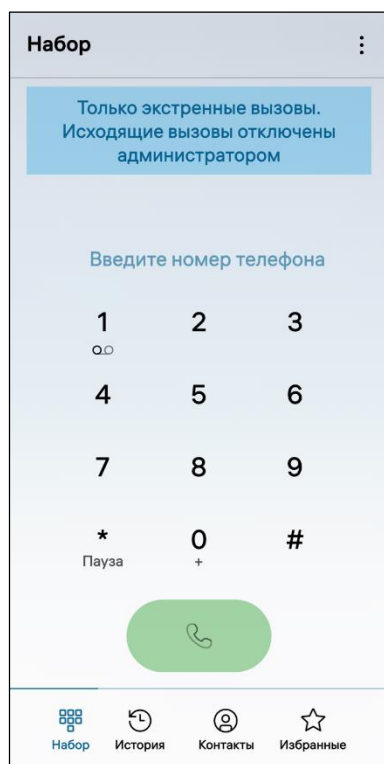 Набор
Только экстренные вызовы.
Исходящие вызовы отключены
администратором
Введите номер телефона
1 2 3
4 5 6
7 8 9
* 0 #
Пауза +
Набор История Контакты Избранные